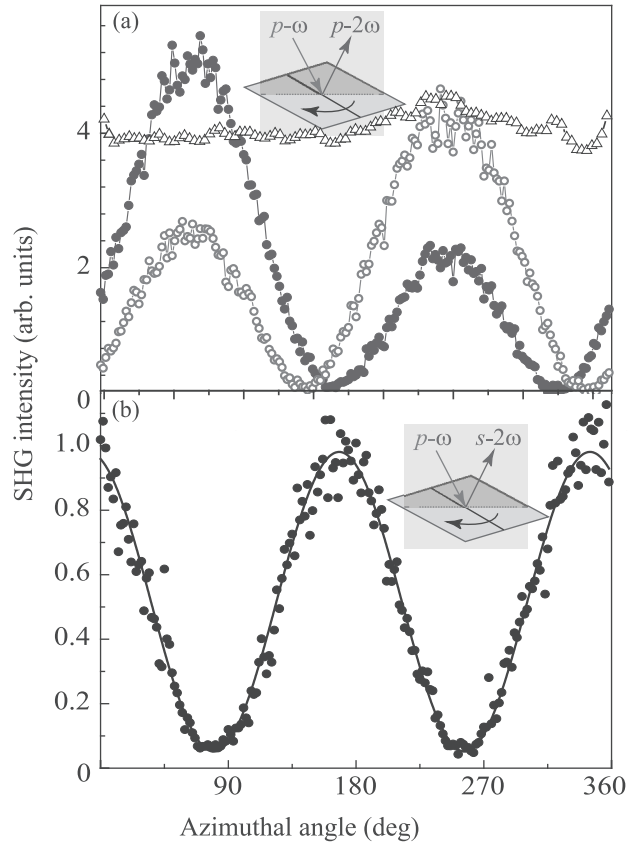 (a)
p-ω p-2ω
4
2
0
SHG intensity (arb. units)
(b)
p-ω s-2ω
1.0
0.8
0.6
0.4
0.2
0
90 180 270 360
Azimuthal angle (deg)